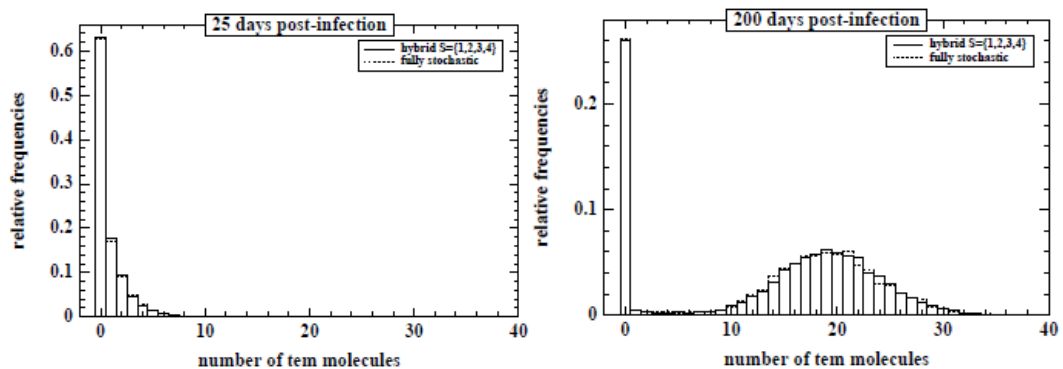 25 days post-infection
hybrid S={1,2,3,4}
fully stochastic
relative frequencies
0.6
0.5
0.4
0.3
0.2
0.1
0
0 10 20 30 40
number of tem molecules
200 days post-infection
hybrid S={1,2,3,4}
fully stochastic
relative frequencies
0.2
0.1
0
0 10 20 30 40
number of tem molecules